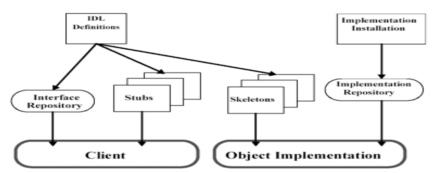 IDL
Definitions
Implementation
Installation
Interface
Repository
Stubs
Skeletons
Implementation
Repository
Client
Object Implementation